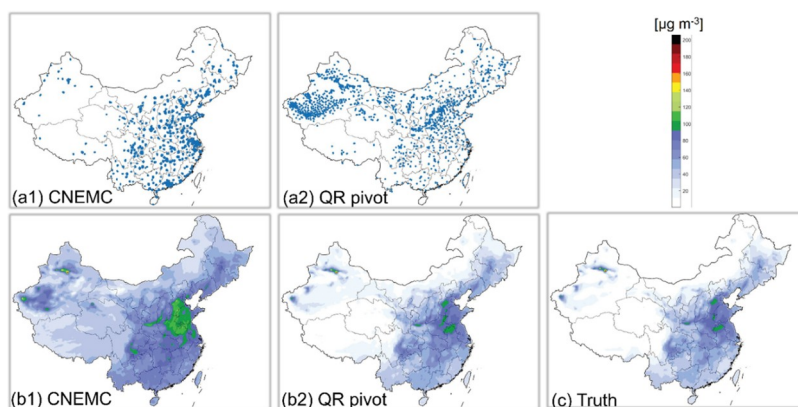 [µg m-3]
200
180
160
140
120
100
80
60
40
20
(a1) CNEMC
(a2) QR pivot
(b1) CNEMC
(b2) QR pivot
(c) Truth